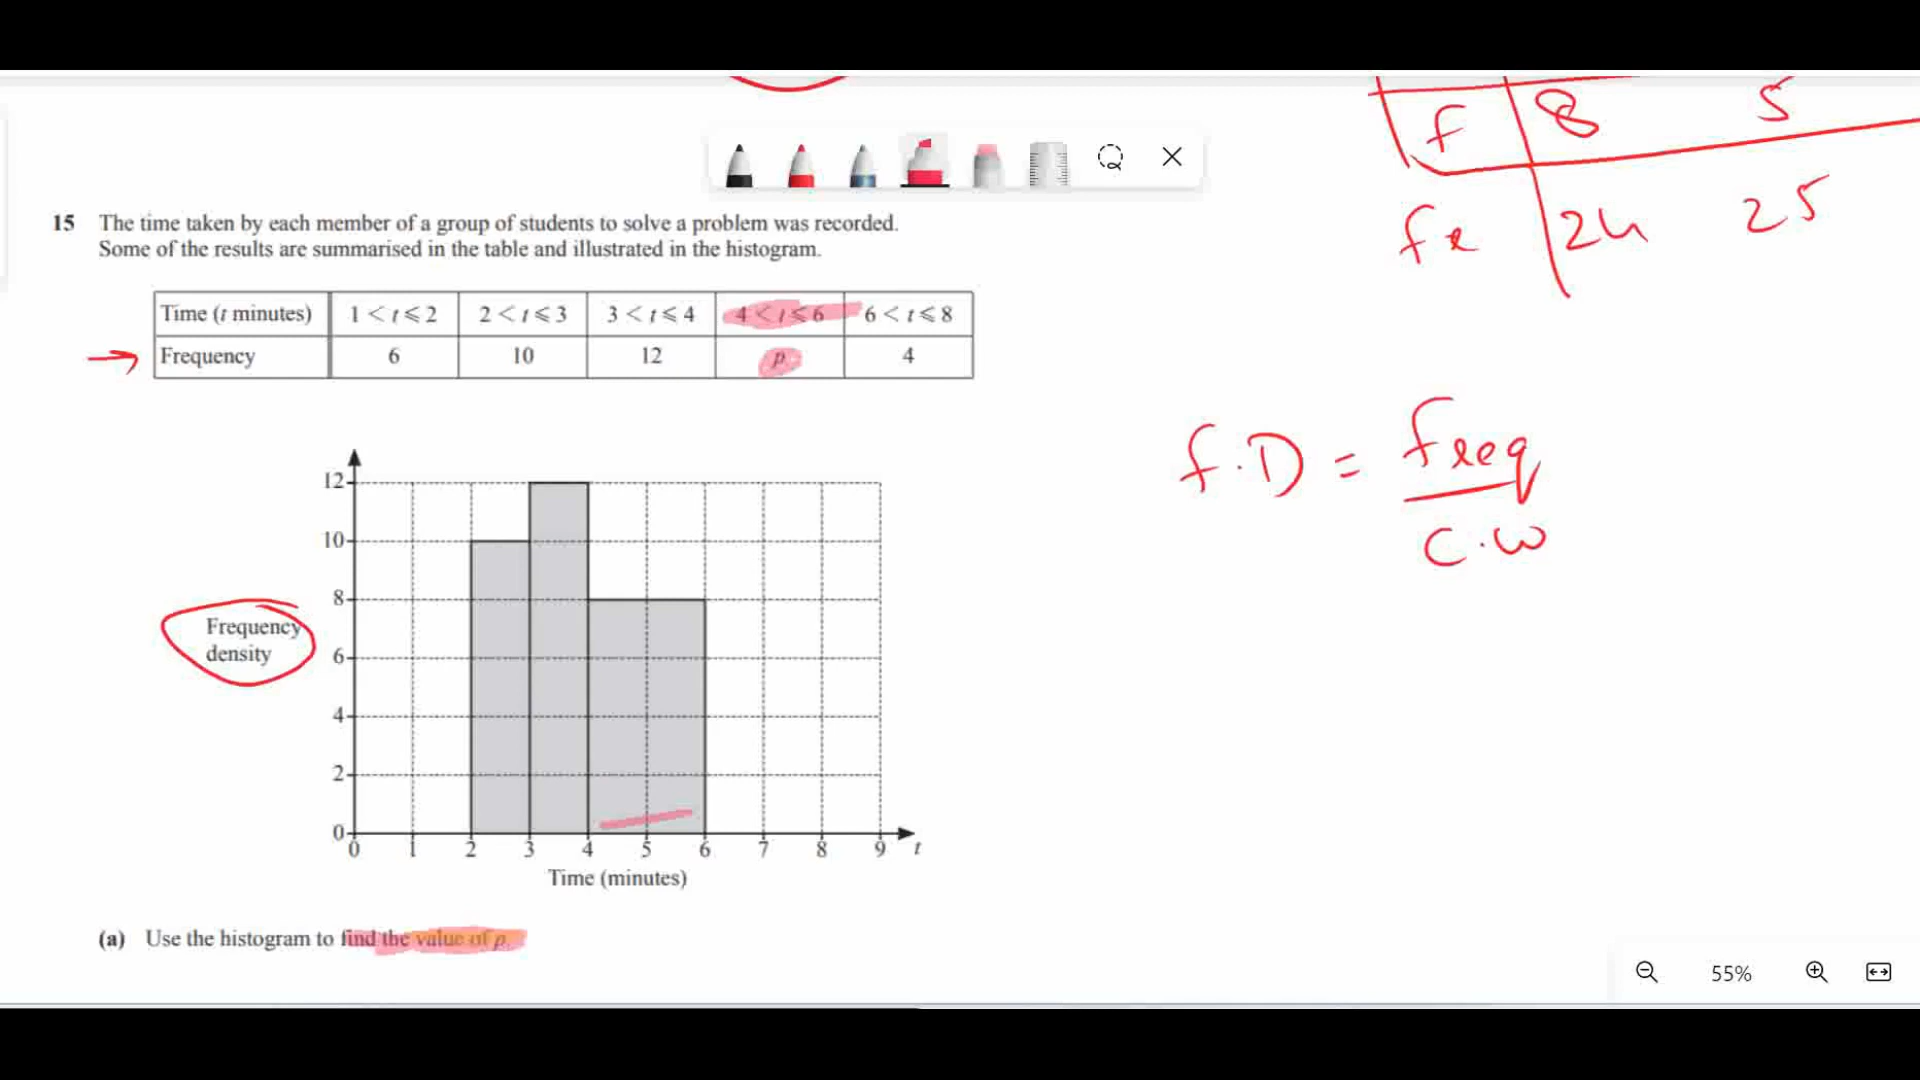 f 8 5
fx 24 25
15 The time taken by each member of a group of students to solve a problem was recorded.
Some of the results are summarised in the table and illustrated in the histogram.
Time (t minutes) 1 < t ⩽ 2 2 < t ⩽ 3 3 < t ⩽ 4 4 < t ⩽ 6 6 < t ⩽ 8
Frequency 6 10 12 p 4
f.D = freq
c.w
12
10
8
Frequency
density
6
4
2
0
0 1 2 3 4 5 6 7 8 9 t
Time (minutes)
(a) Use the histogram to find the value of p.
55%